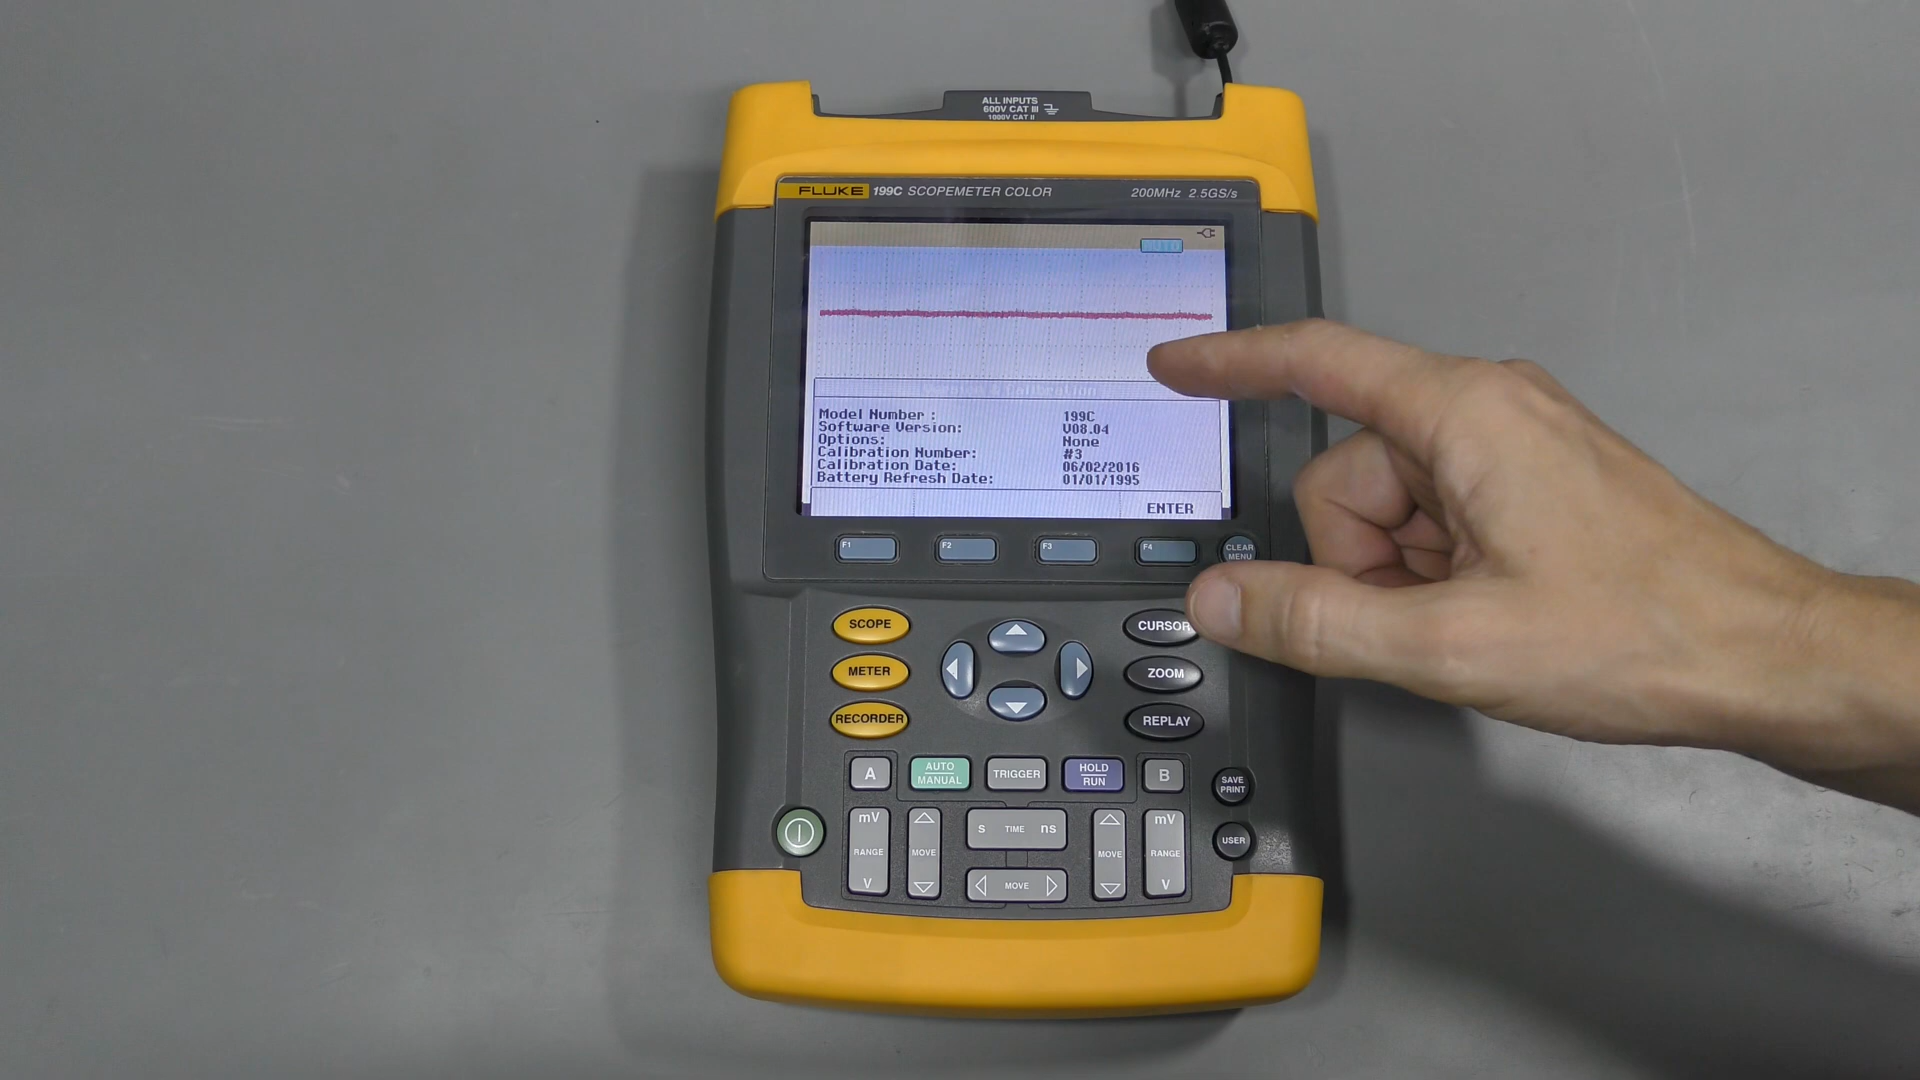 ALL INPUTS
600V CAT III
1000V CAT II
FLUKE 199C SCOPEMETER COLOR 200MHz 2.5GS/s
AUTO
Model Number : 199C
Software Version: V08.04
Options: None
Calibration Number: #3
Calibration Date: 06/02/2016
Battery Refresh Date: 01/01/1995
ENTER
F1 F2 F3 F4 CLEAR
MENU
SCOPE CURSOR
METER ZOOM
RECORDER REPLAY
A AUTO
MANUAL TRIGGER HOLD
RUN B SAVE
PRINT
mV s TIME ns mV
RANGE MOVE MOVE RANGE USER
V MOVE V